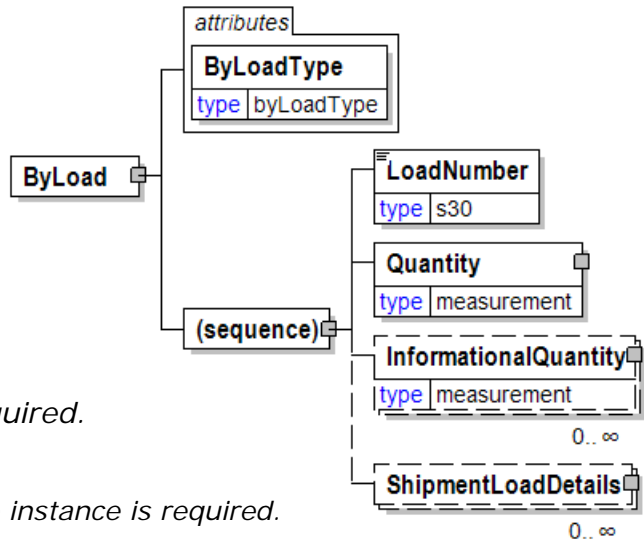 attributes
ByLoadType
type byLoadType
ByLoad
LoadNumber
type s30
Quantity
type measurement
(sequence)
InformationalQuantity
type measurement
0.. ∞
ShipmentLoadDetails
instance is required.
0.. ∞